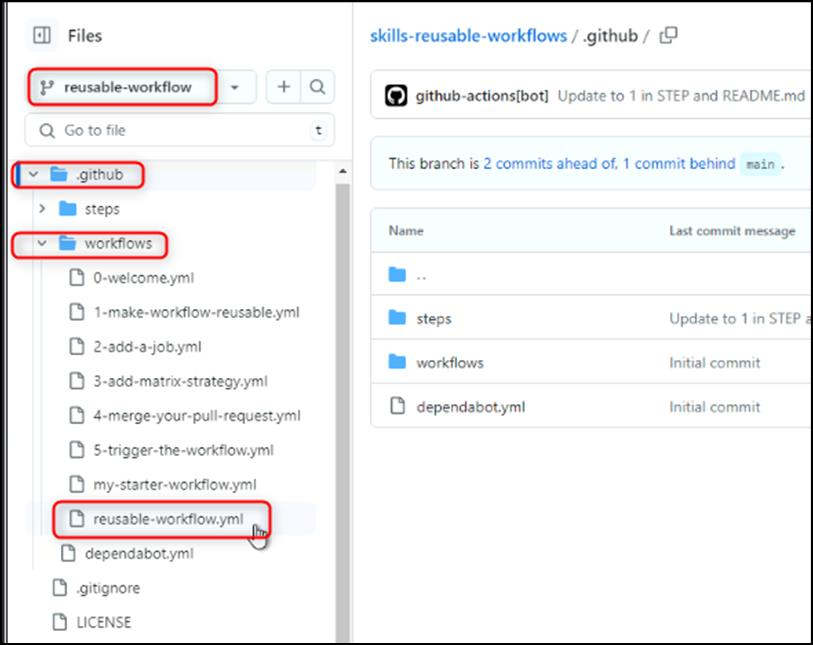 Files
reusable-workflow
Go to file
t
.github
steps
workflows
0-welcome.yml
1-make-workflow-reusable.yml
2-add-a-job.yml
3-add-matrix-strategy.yml
4-merge-your-pull-request.yml
5-trigger-the-workflow.yml
my-starter-workflow.yml
reusable-workflow.yml
dependabot.yml
.gitignore
LICENSE
skills-reusable-workflows / .github /
github-actions[bot] Update to 1 in STEP and README.md
This branch is 2 commits ahead of, 1 commit behind main .
Name Last commit message
..
steps Update to 1 in STEP a
workflows Initial commit
dependabot.yml Initial commit